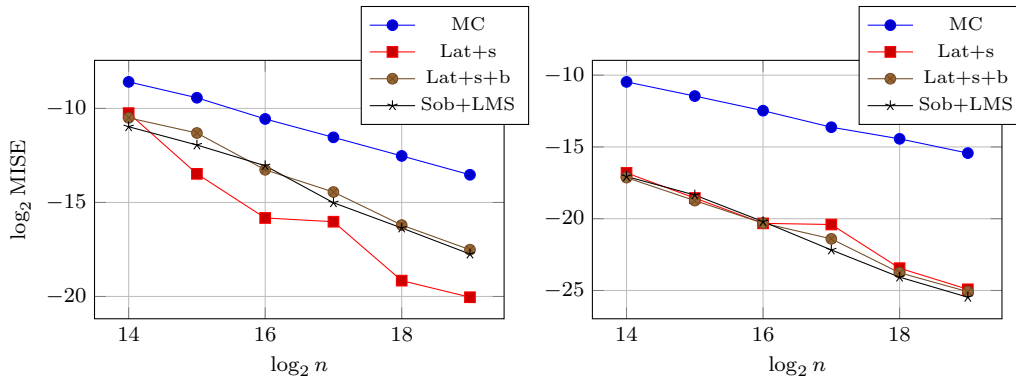 MC
Lat+s
Lat+s+b
Sob+LMS
−10
−15
−20
log₂ MISE
14
16
18
log₂ n
MC
Lat+s
Lat+s+b
Sob+LMS
−10
−15
−20
−25
14
16
18
log₂ n